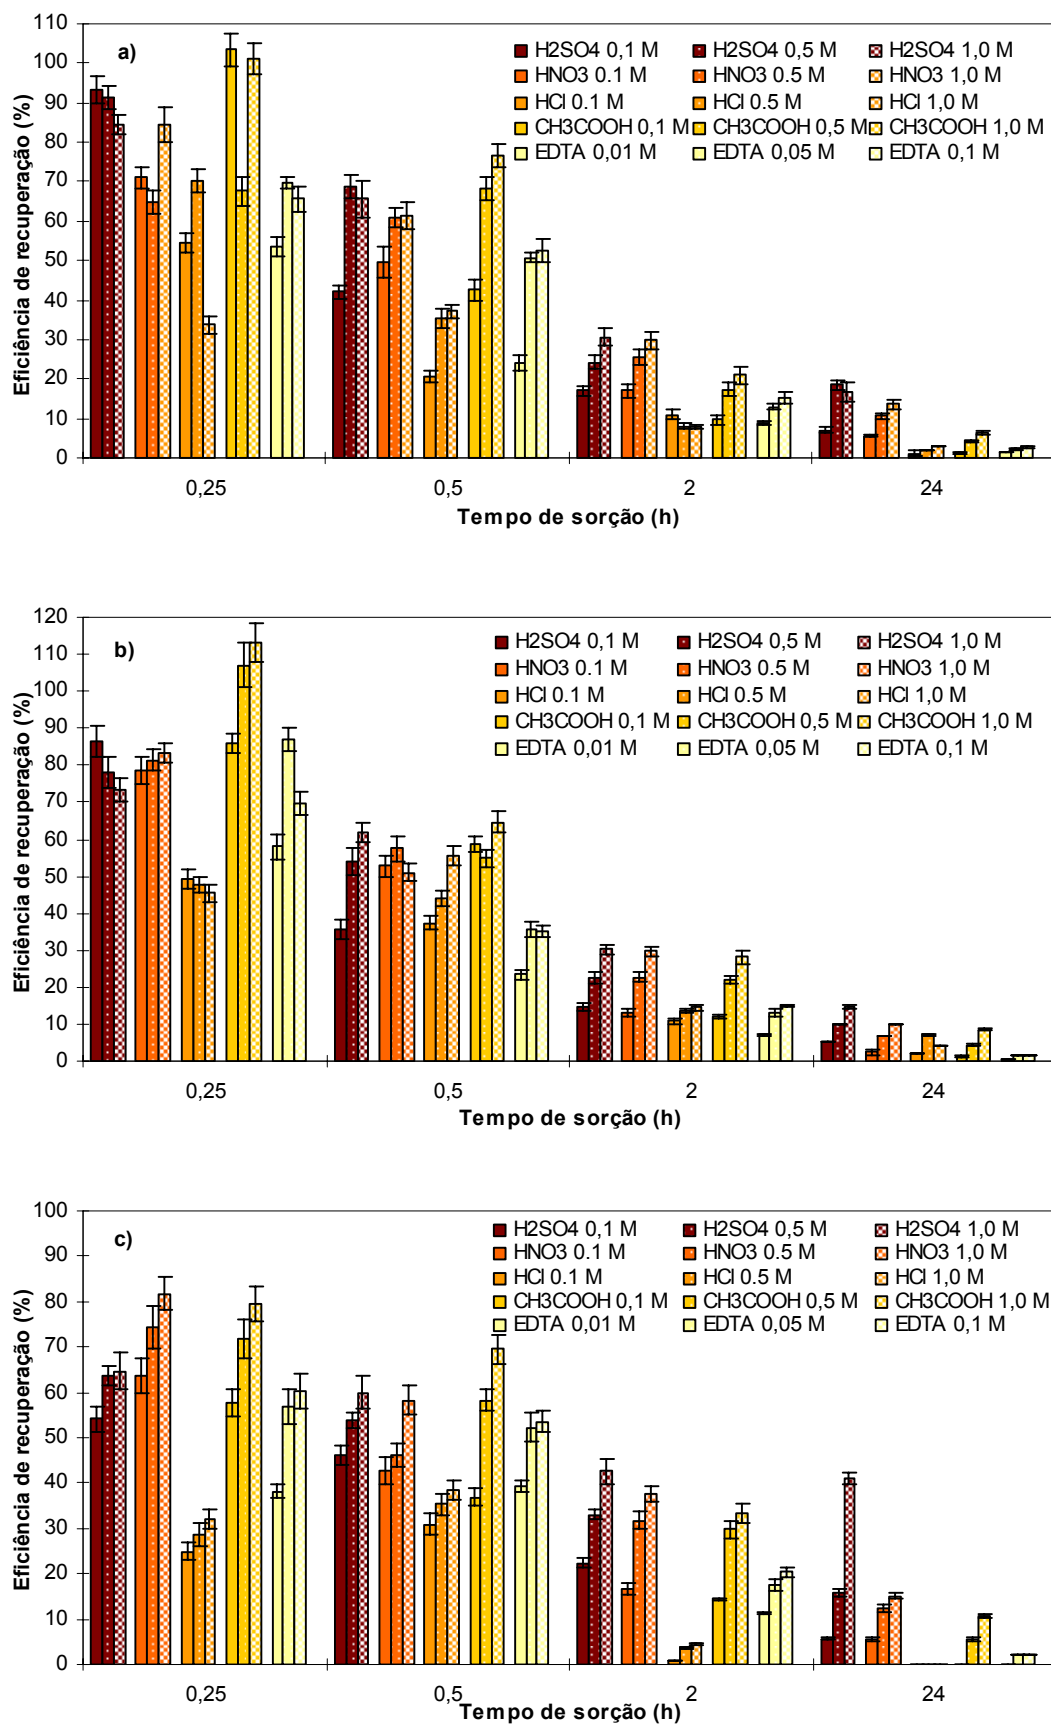 a)
Eficiência de recuperação (%)
110
100
90
80
70
60
50
40
30
20
10
0
H2SO4 0,1 M H2SO4 0,5 M H2SO4 1,0 M
HNO3 0.1 M HNO3 0.5 M HNO3 1,0 M
HCl 0.1 M HCl 0.5 M HCl 1,0 M
CH3COOH 0,1 M CH3COOH 0,5 M CH3COOH 1,0 M
EDTA 0,01 M EDTA 0,05 M EDTA 0,1 M
0,25 0,5 2 24
Tempo de sorção (h)
b)
Eficiência de recuperação (%)
120
110
100
90
80
70
60
50
40
30
20
10
0
H2SO4 0,1 M H2SO4 0,5 M H2SO4 1,0 M
HNO3 0.1 M HNO3 0.5 M HNO3 1,0 M
HCl 0.1 M HCl 0.5 M HCl 1,0 M
CH3COOH 0,1 M CH3COOH 0,5 M CH3COOH 1,0 M
EDTA 0,01 M EDTA 0,05 M EDTA 0,1 M
0,25 0,5 2 24
Tempo de sorção (h)
c)
Eficiência de recuperação (%)
100
90
80
70
60
50
40
30
20
10
0
H2SO4 0,1 M H2SO4 0,5 M H2SO4 1,0 M
HNO3 0.1 M HNO3 0.5 M HNO3 1,0 M
HCl 0.1 M HCl 0.5 M HCl 1,0 M
CH3COOH 0,1 M CH3COOH 0,5 M CH3COOH 1,0 M
EDTA 0,01 M EDTA 0,05 M EDTA 0,1 M
0,25 0,5 2 24
Tempo de sorção (h)